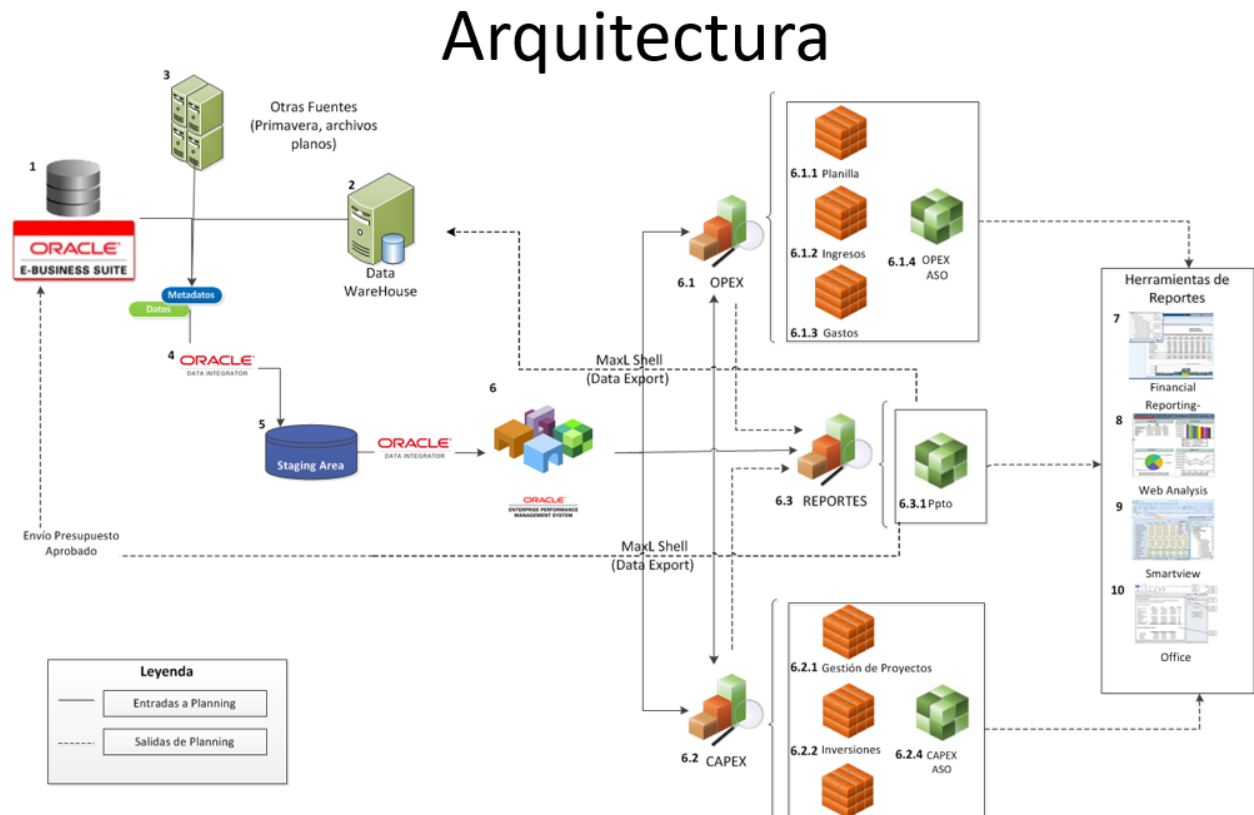 Arquitectura
3
Otras Fuentes
(Primavera, archivos
planos)
1
ORACLE
E-BUSINESS SUITE
2
Data
WareHouse
Metadatos
Datos
4
ORACLE
DATA INTEGRATOR
5
Staging Area
ORACLE
DATA INTEGRATOR
6
ORACLE
ENTERPRISE PERFORMANCE
MANAGEMENT SYSTEM
Envío Presupuesto
Aprobado
MaxL Shell
(Data Export)
MaxL Shell
(Data Export)
6.1 OPEX
6.1.1 Planilla
6.1.2 Ingresos
6.1.3 Gastos
6.1.4 OPEX
ASO
6.3 REPORTES
6.3.1 Ppto
6.2 CAPEX
6.2.1 Gestión de Proyectos
6.2.2 Inversiones
6.2.4 CAPEX
ASO
Herramientas de
Reportes
7
Financial
Reporting-
8
Web Analysis
9
Smartview
10
Office
Leyenda
Entradas a Planning
Salidas de Planning